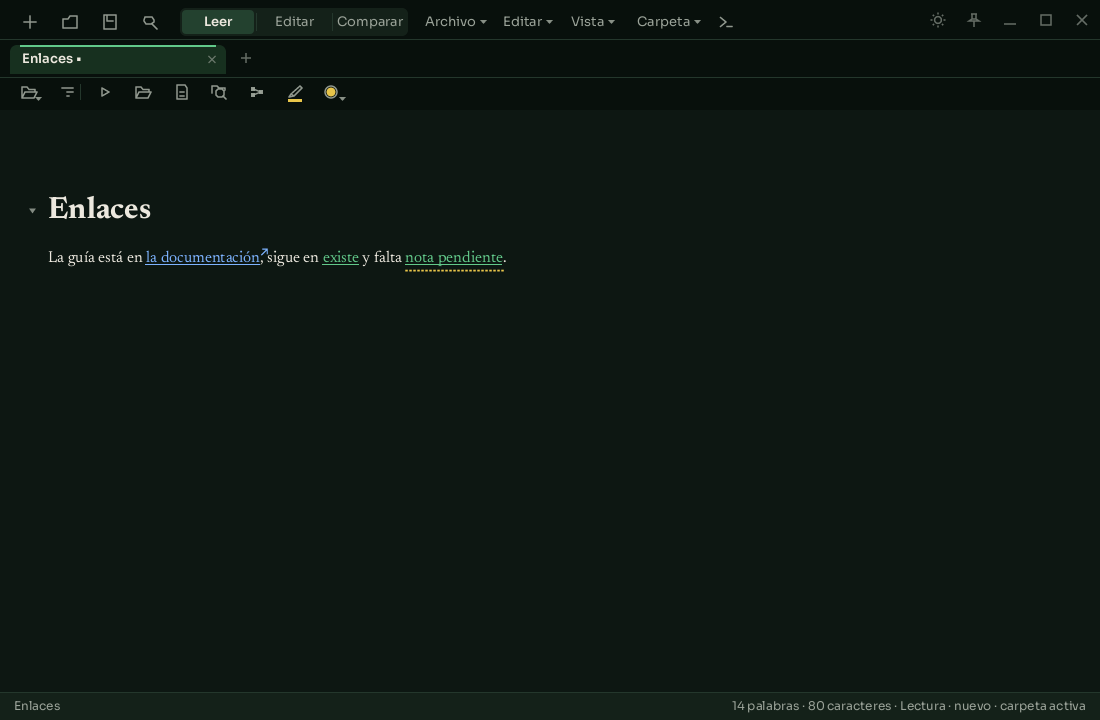 Leer Editar Comparar Archivo Editar Vista Carpeta
Enlaces •
Enlaces
La guía está en la documentación, sigue en existe y falta nota pendiente.
Enlaces
14 palabras · 80 caracteres · Lectura · nuevo · carpeta activa